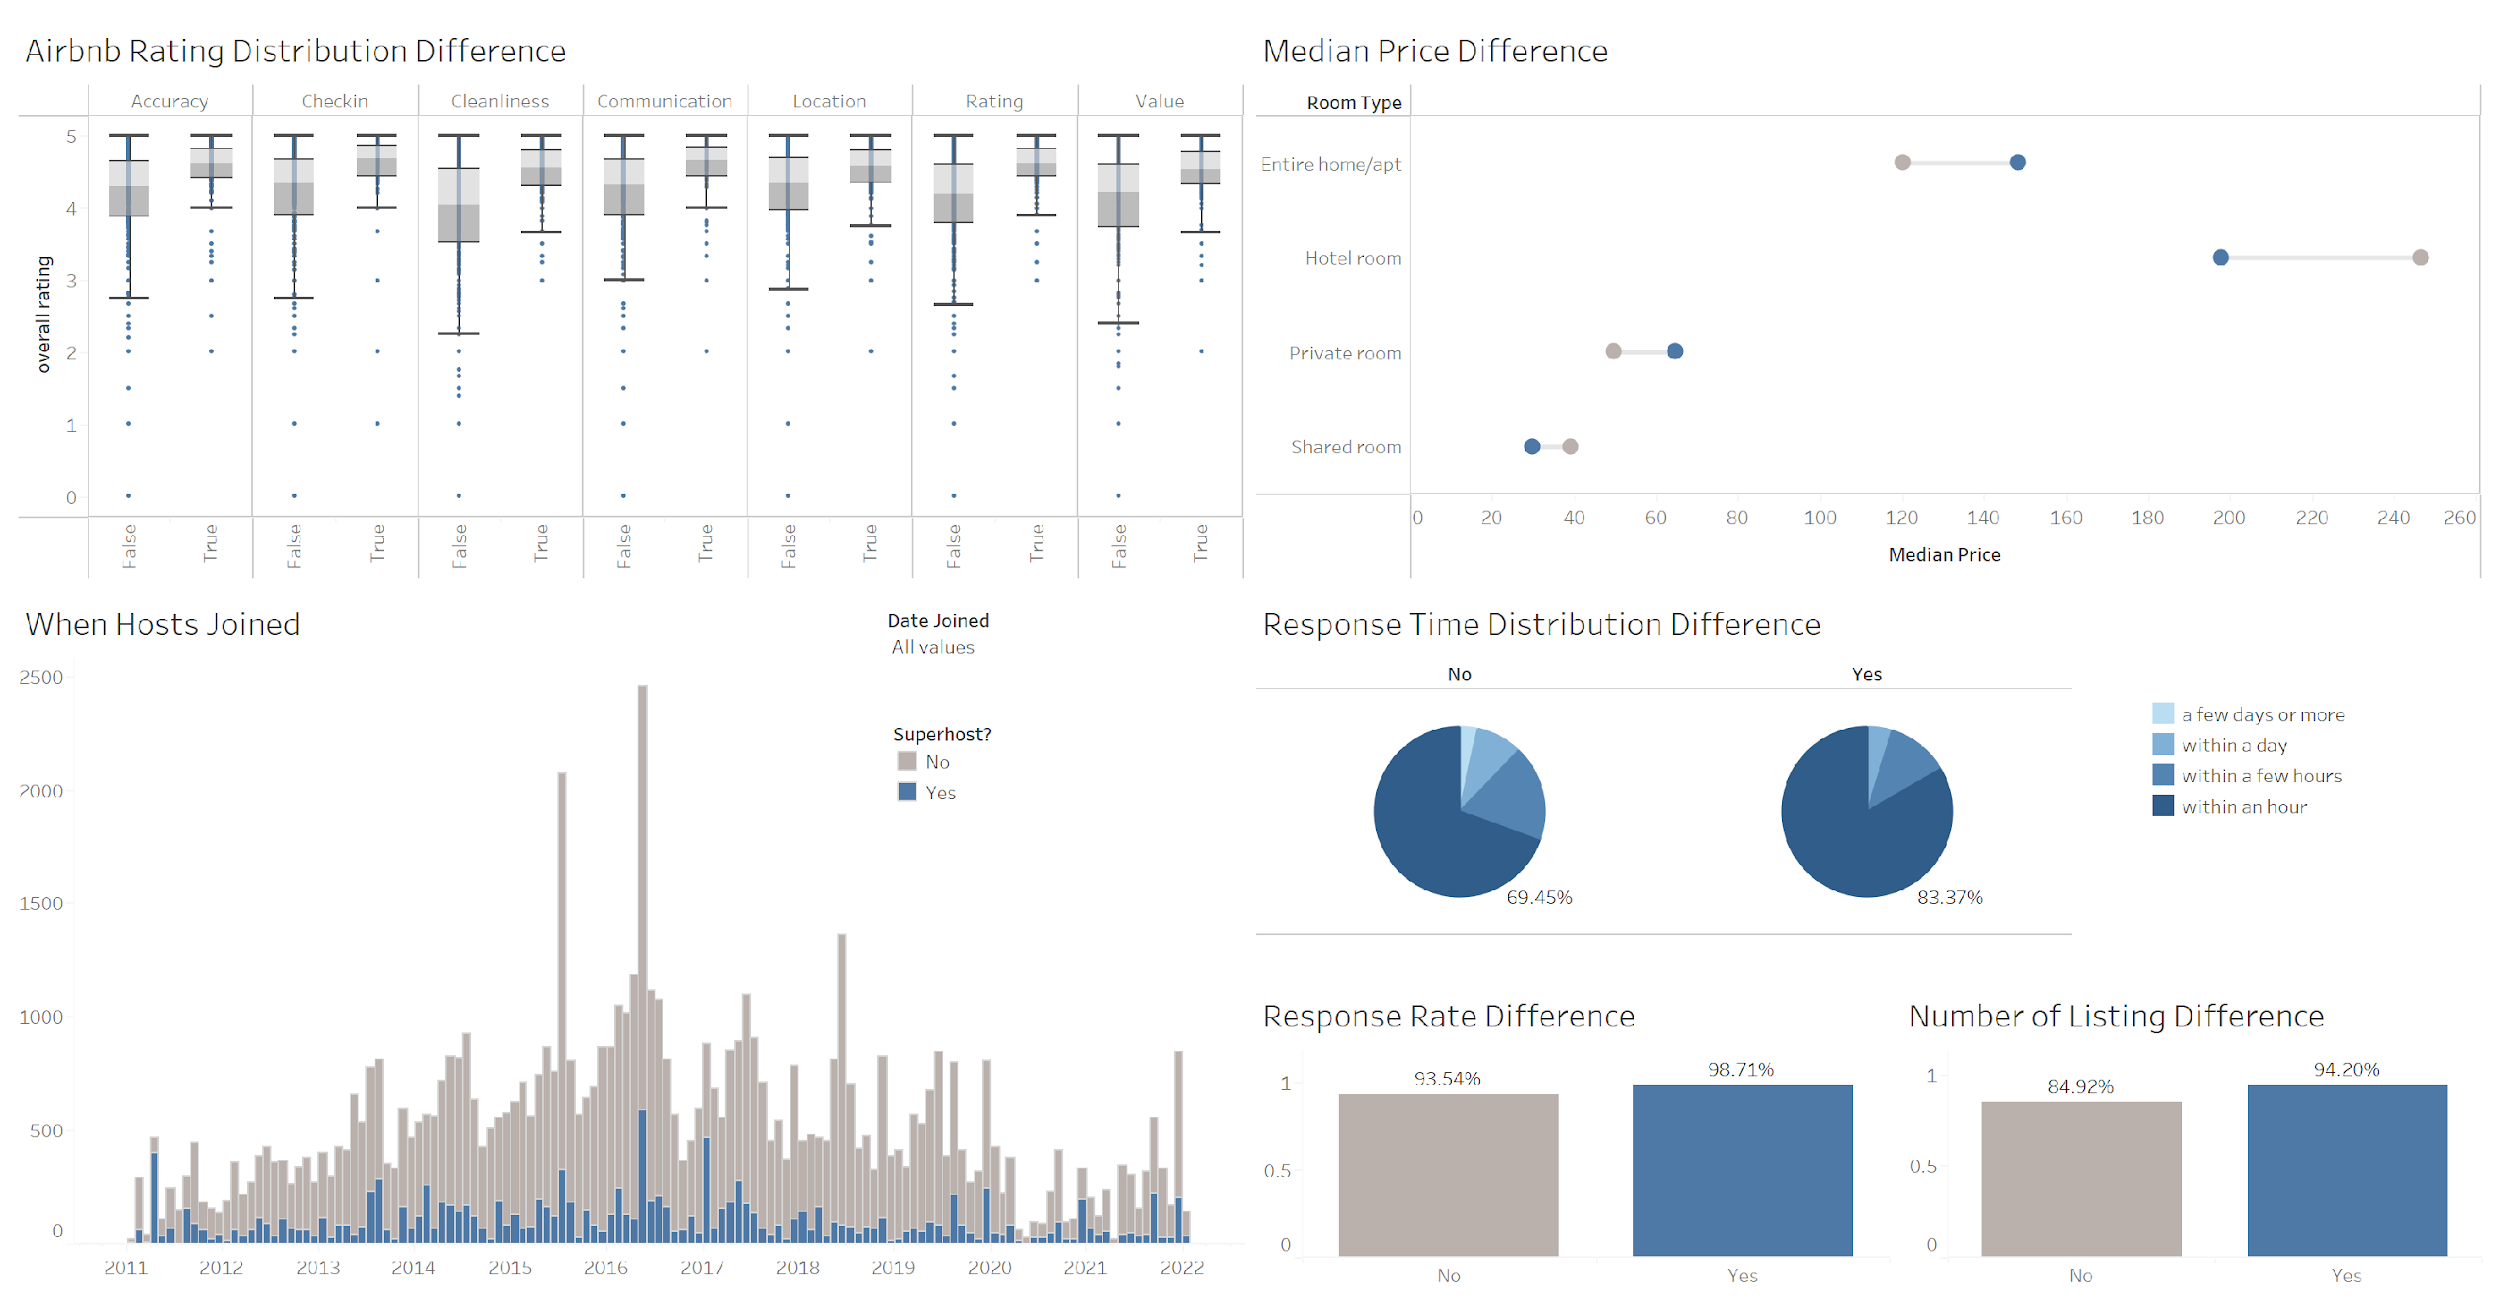 Airbnb Rating Distribution Difference
Accuracy Checkin Cleanliness Communication Location Rating Value
overall rating
5
4
3
2
1
0
False True False True False True False True False True False True False True
Median Price Difference
Room Type
Entire home/apt
Hotel room
Private room
Shared room
0 20 40 60 80 100 120 140 160 180 200 220 240 260
Median Price
When Hosts Joined
Date Joined
All values
Superhost?
No
Yes
2500
2000
1500
1000
500
0
2011 2012 2013 2014 2015 2016 2017 2018 2019 2020 2021 2022
Response Time Distribution Difference
No Yes
69.45% 83.37%
a few days or more
within a day
within a few hours
within an hour
Response Rate Difference
93.54% 98.71%
1
0.5
0
No Yes
Number of Listing Difference
84.92% 94.20%
1
0.5
0
No Yes